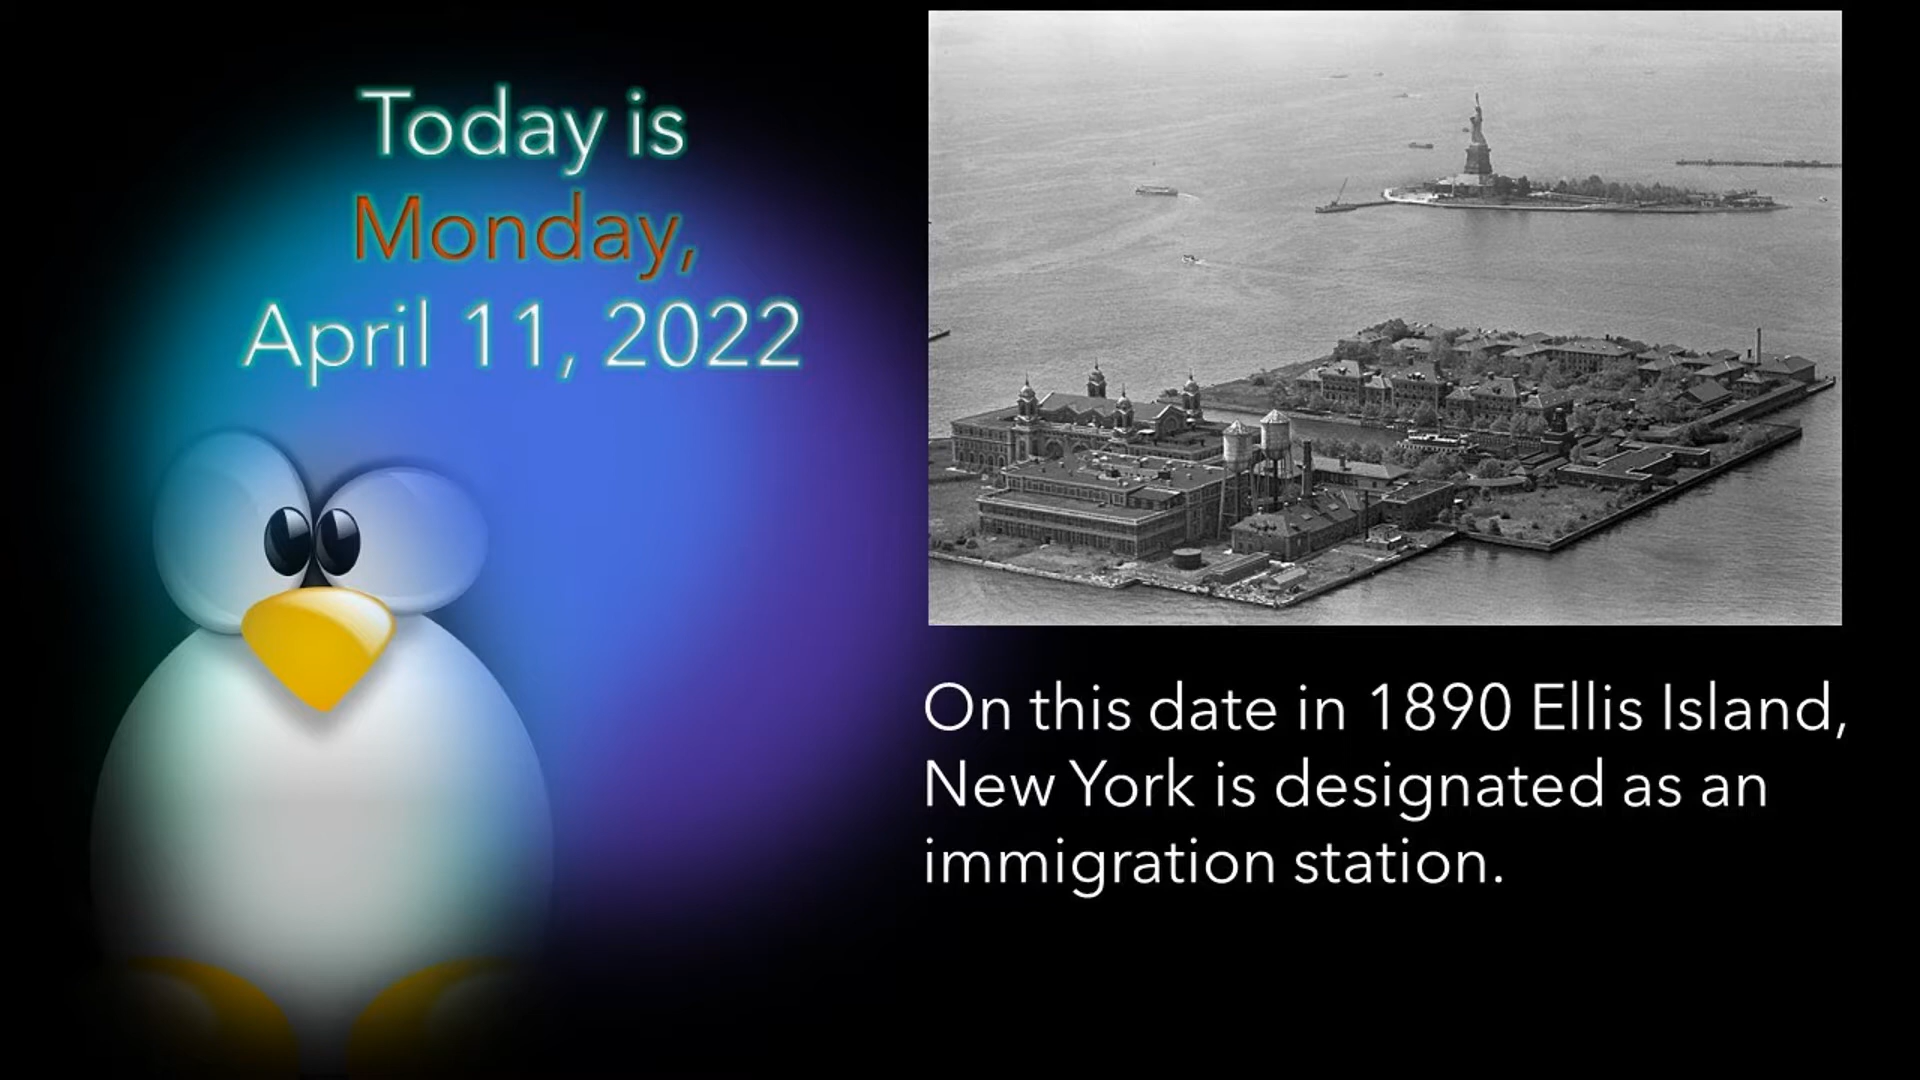 Today is
Monday,
April 11, 2022
On this date in 1890 Ellis Island,
New York is designated as an
immigration station.